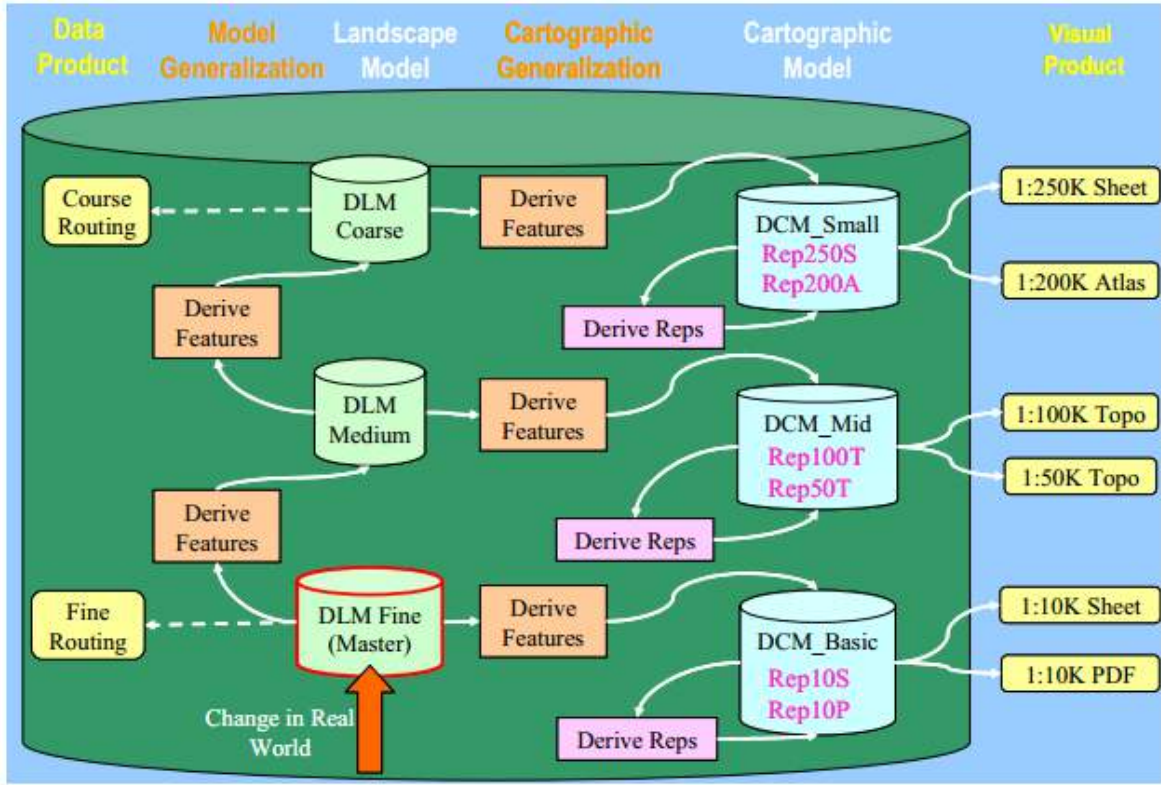 Data
Product
Model
Generalization
Landscape
Model
Cartographic
Generalization
Cartographic
Model
Visual
Product
Course
Routing
DLM
Coarse
Derive
Features
DCM_Small
Rep250S
Rep200A
1:250K Sheet
1:200K Atlas
Derive
Features
Derive Reps
DLM
Medium
Derive
Features
DCM_Mid
Rep100T
Rep50T
1:100K Topo
1:50K Topo
Derive
Features
Derive Reps
Fine
Routing
DLM Fine
(Master)
Derive
Features
DCM_Basic
Rep10S
Rep10P
1:10K Sheet
1:10K PDF
Change in Real
World
Derive Reps